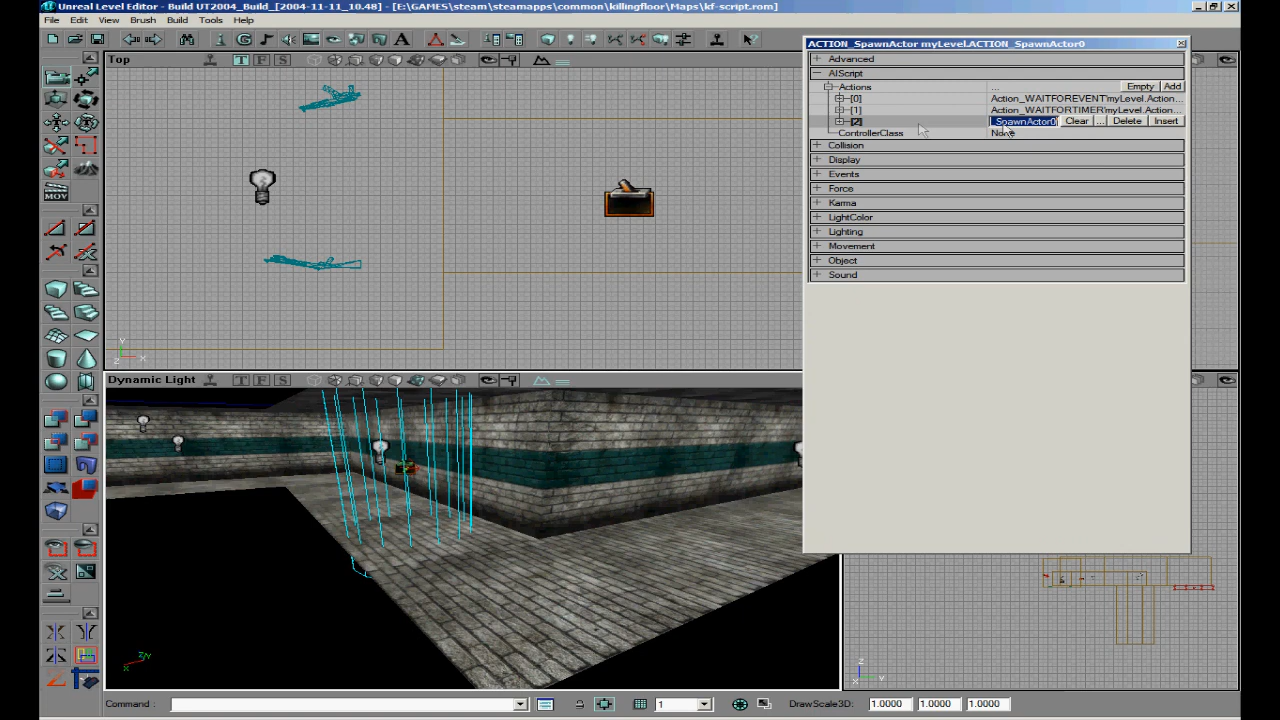 Unreal Level Editor - Build UT2004_Build_[2004-11-11_10.48] - [E:\GAMES\steam\steamapps\common\killingfloor\Maps\kf-script.rom]
File Edit View Brush Build Tools Help
Top
T F S
ACTION_SpawnActor myLevel.ACTION_SpawnActor0
Advanced
AIScript
Actions ... Empty Add
[0] Action_WAITFOREVENT'myLevel.Action...
[1] Action_WAITFORTIMER'myLevel.Action...
[2] _SpawnActor0 Clear ... Delete Insert
ControllerClass None
Collision
Display
Events
Force
Karma
LightColor
Lighting
Movement
Object
Sound
MOV
Y
Z X
Dynamic Light
T F S
Z/Y
X
Z
X Y
Command : 1 DrawScale3D: 1.0000 1.0000 1.0000